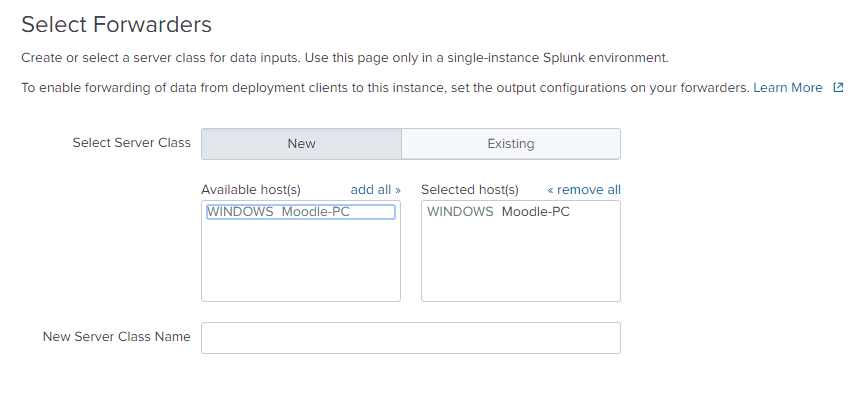 Select Forwarders
Create or select a server class for data inputs. Use this page only in a single-instance Splunk environment.
To enable forwarding of data from deployment clients to this instance, set the output configurations on your forwarders. Learn More
Select Server Class New Existing
Available host(s) add all » Selected host(s) « remove all
WINDOWS Moodle-PC WINDOWS Moodle-PC
New Server Class Name